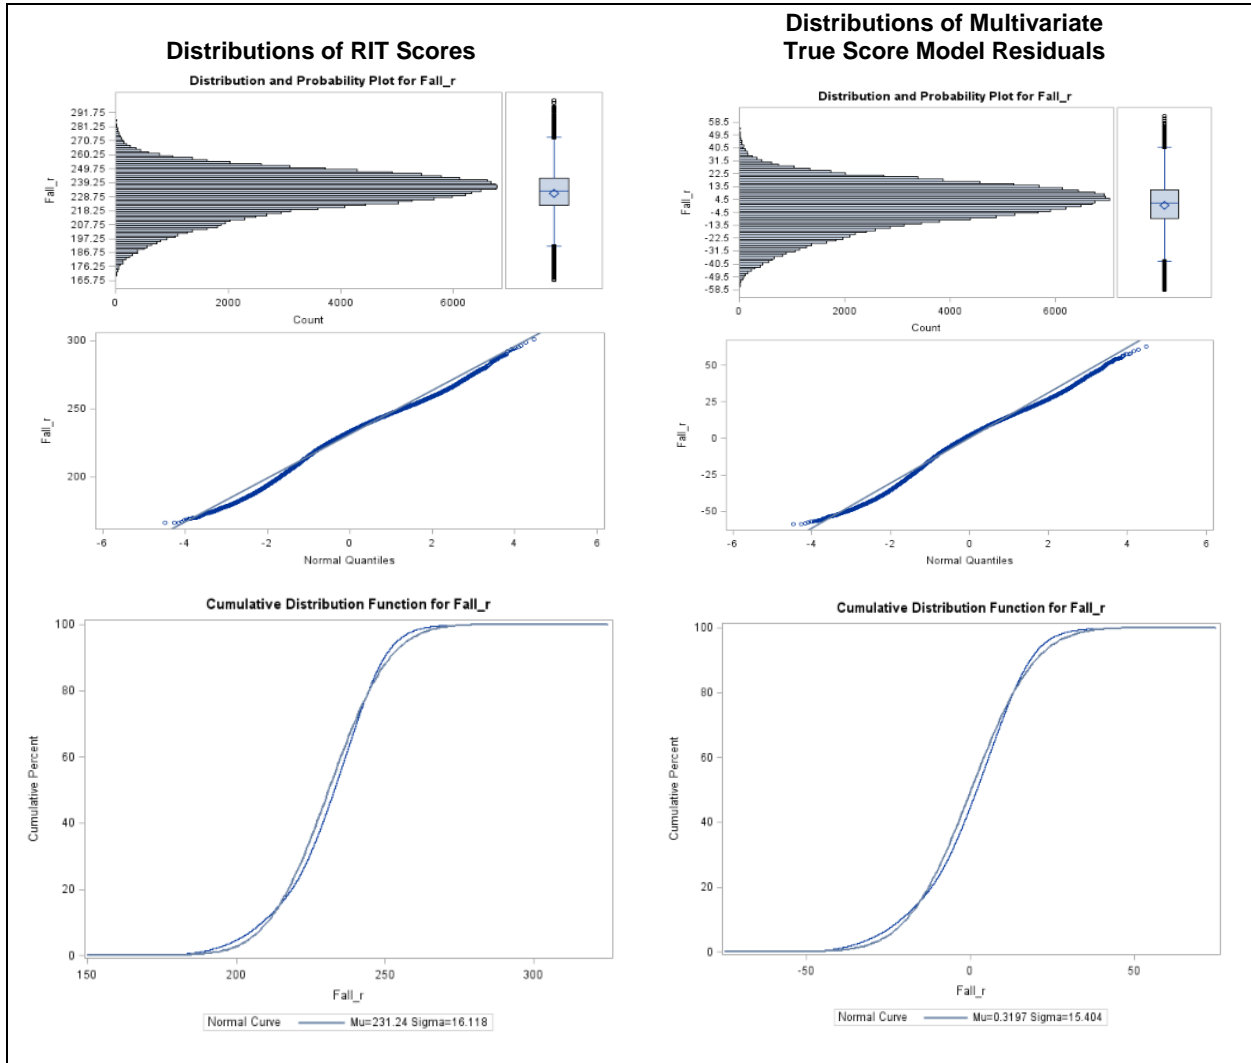 Distributions of RIT Scores
Distribution and Probability Plot for Fall_r
291.75
281.25
270.75
260.25
249.75
239.25
228.75
218.25
207.75
197.25
186.75
176.25
165.75
Fall_r
0 2000 4000 6000
Count
300
250
200
Fall_r
-6 -4 -2 0 2 4 6
Normal Quantiles
Cumulative Distribution Function for Fall_r
100
80
60
40
20
0
Cumulative Percent
150 200 250 300
Fall_r
Normal Curve Mu=231.24 Sigma=16.118
Distributions of Multivariate
True Score Model Residuals
Distribution and Probability Plot for Fall_r
58.5
49.5
40.5
31.5
22.5
13.5
4.5
-4.5
-13.5
-22.5
-31.5
-40.5
-49.5
-58.5
Fall_r
0 2000 4000 6000
Count
50
25
0
-25
-50
Fall_r
-6 -4 -2 0 2 4 6
Normal Quantiles
Cumulative Distribution Function for Fall_r
100
80
60
40
20
0
Cumulative Percent
-50 0 50
Fall_r
Normal Curve Mu=0.3197 Sigma=15.404